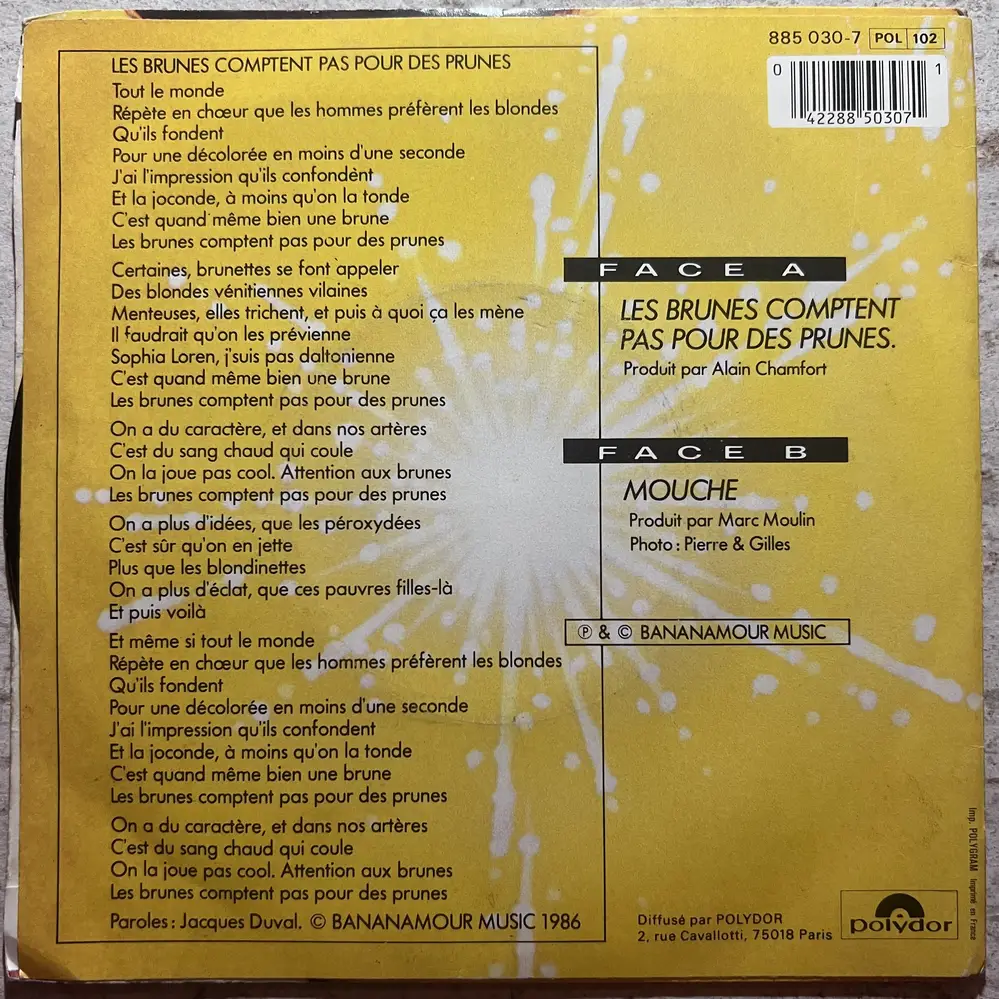 LES BRUNES COMPTENT PAS POUR DES PRUNES
Tout le monde
Répète en chœur que les hommes préfèrent les blondes
Qu'ils fondent
Pour une décolorée en moins d'une seconde
J'ai l'impression qu'ils confondènt
Et la joconde, à moins qu'on la tonde
C'est quand même bien une brune
Les brunes comptent pas pour des prunes
Certaines, brunettes se font appeler
Des blondes vénitiennes vilaines
Menteuses, elles trichent, et puis à quoi ça les mène
Il faudrait qu'on les prévienne
Sophia Loren, j'suis pas daltonienne
C'est quand même bien une brune
Les brunes comptent pas pour des prunes
On a du caractère, et dans nos artères
C'est du sang chaud qui coule
On la joue pas cool. Attention aux brunes
Les brunes comptent pas pour des prunes
On a plus d'idées, que les péroxydées
C'est sûr qu'on en jette
Plus que les blondinettes
On a plus d'éclat, que ces pauvres filles-là
Et puis voilà
Et même si tout le monde
Répète en chœur que les hommes préfèrent les blondes
Qu'ils fondent
Pour une décolorée en moins d'une seconde
J'ai l'impression qu'ils confondent
Et la joconde, à moins qu'on la tonde
C'est quand même bien une brune
Les brunes comptent pas pour des prunes
On a du caractère, et dans nos artères
C'est du sang chaud qui coule
On la joue pas cool. Attention aux brunes
Les brunes comptent pas pour des prunes
Paroles : Jacques Duval. © BANANAMOUR MUSIC 1986
885 030-7 POL 102
0 42288 50307 1
FACE A
LES BRUNES COMPTENT
PAS POUR DES PRUNES.
Produit par Alain Chamfort
FACE B
MOUCHE
Produit par Marc Moulin
Photo : Pierre & Gilles
℗ & © BANANAMOUR MUSIC
Diffusé par POLYDOR
2, rue Cavallotti, 75018 Paris
polydor
Imp. POLYGRAM Imprimé en France